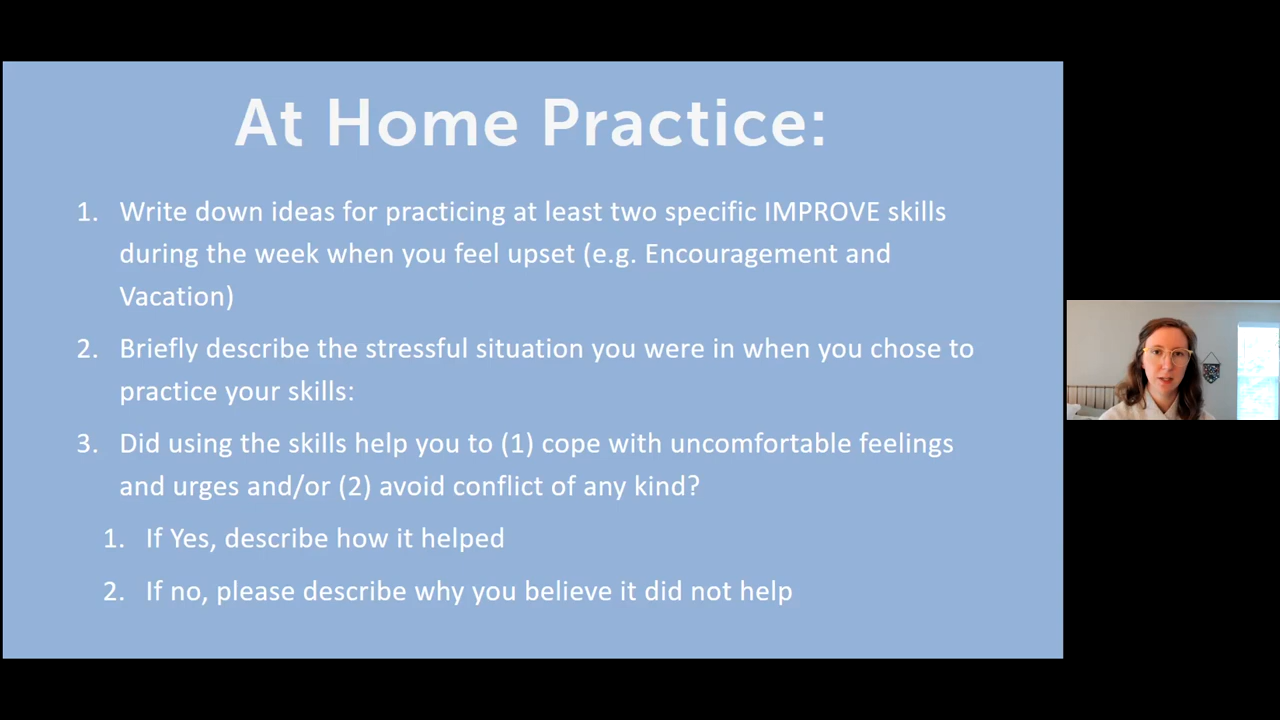 At Home Practice:
1. Write down ideas for practicing at least two specific IMPROVE skills
during the week when you feel upset (e.g. Encouragement and
Vacation)
2. Briefly describe the stressful situation you were in when you chose to
practice your skills:
3. Did using the skills help you to (1) cope with uncomfortable feelings
and urges and/or (2) avoid conflict of any kind?
1. If Yes, describe how it helped
2. If no, please describe why you believe it did not help